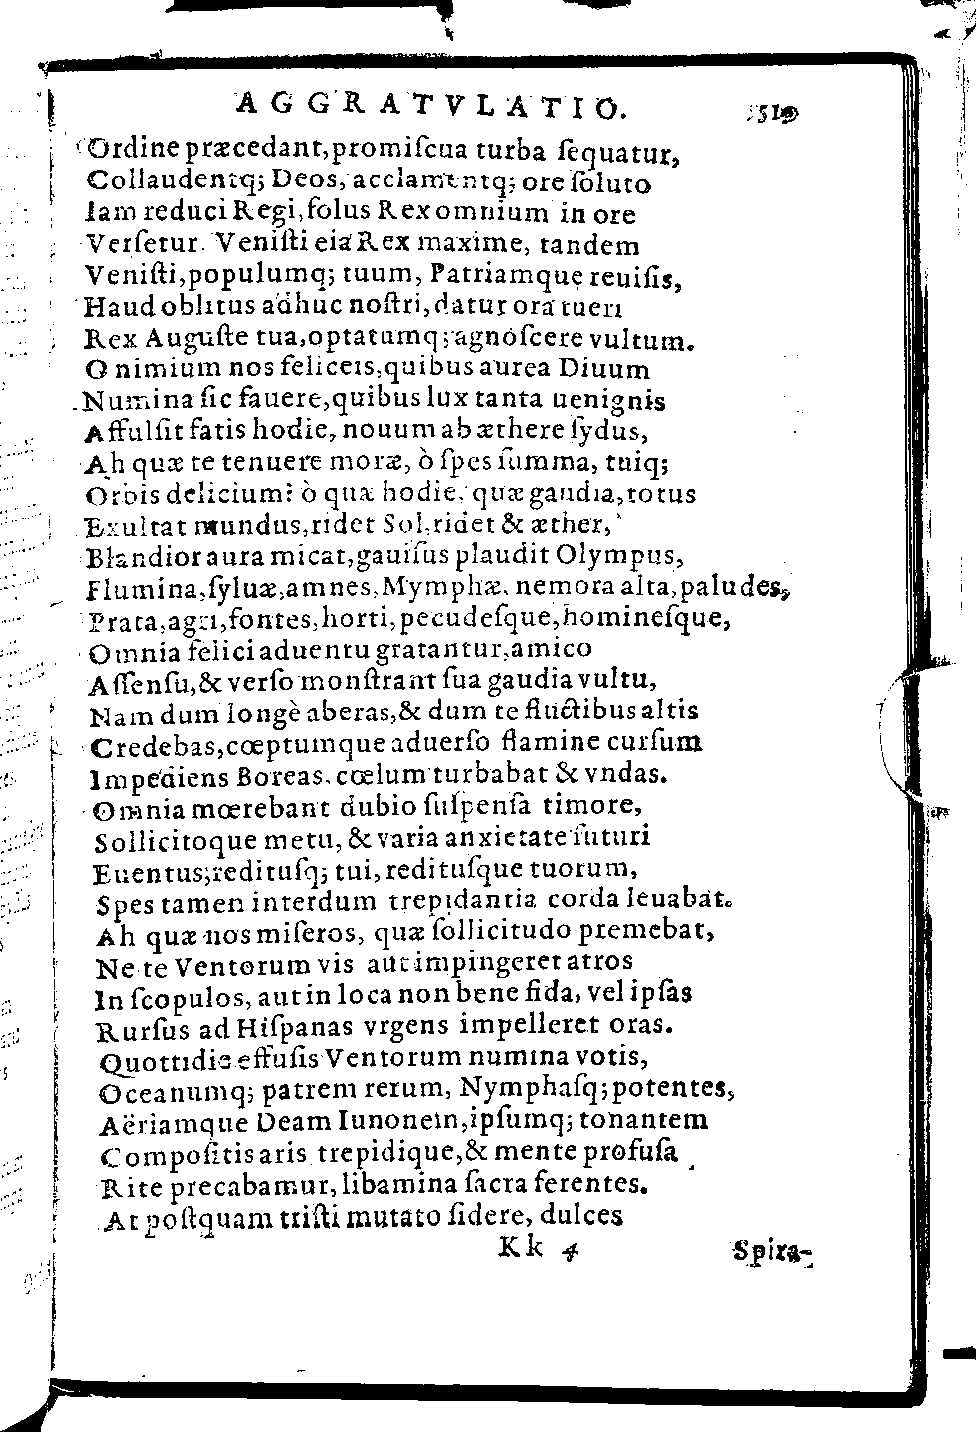 AGGRATVLATIO. 519
Ordine præcedant, promiſcua turba ſequatur,
Collaudentq; Deos, acclamentq; ore ſoluto
Iam reduci Regi, ſolus Rex omnium in ore
Verſetur. Veniſti eia Rex maxime, tandem
Veniſti, populumq; tuum, Patriamque reuiſis,
Haud oblitus adhuc noſtri, datur ora tueri
Rex Auguſte tua, optatumq; agnoſcere vultum.
O nimium nos feliceis, quibus aurea Diuum
Numina ſic fauere, quibus lux tanta uenignis
Affulſit fatis hodie, nouum ab æthere ſydus,
Ah quæ te tenuere moræ, ò ſpes ſumma, tuiq;
Orbis delicium? ò quæ hodie, quæ gaudia, totus
Exultat mundus, ridet Sol, ridet & æther,
Blandior aura micat, gauiſus plaudit Olympus,
Flumina, ſyluæ, amnes, Mymphæ, nemora alta, paludes,
Prata, agri, fontes, horti, pecudeſque, homineſque,
Omnia felici aduentu gratantur, amico
Aſſenſu, & verſo monſtrant ſua gaudia vultu,
Nam dum longè aberas, & dum te fluctibus altis
Credebas, cœptumque aduerſo flamine curſum
Impediens Boreas, cœlum turbabat & vndas.
Omnia mœrebant dubio ſuſpenſa timore,
Sollicitoque metu, & varia anxietate futuri
Euentus; redituſq; tui, redituſque tuorum,
Spes tamen interdum trepidantia corda leuabat.
Ah quæ nos miſeros, quæ ſollicitudo premebat,
Ne te Ventorum vis aut impingeret atros
In ſcopulos, aut in loca non bene fida, vel ipſas
Rurſus ad Hiſpanas vrgens impelleret oras.
Quottidie effuſis Ventorum numina votis,
Oceanumq; patrem rerum, Nymphaſq; potentes,
Aëriamque Deam Iunonem, ipſumq; tonantem
Compoſitis aris trepidique, & mente profuſa
Rite precabamur, libamina ſacra ferentes.
At poſtquam triſti mutato ſidere, dulces
Kk 4 Spira-